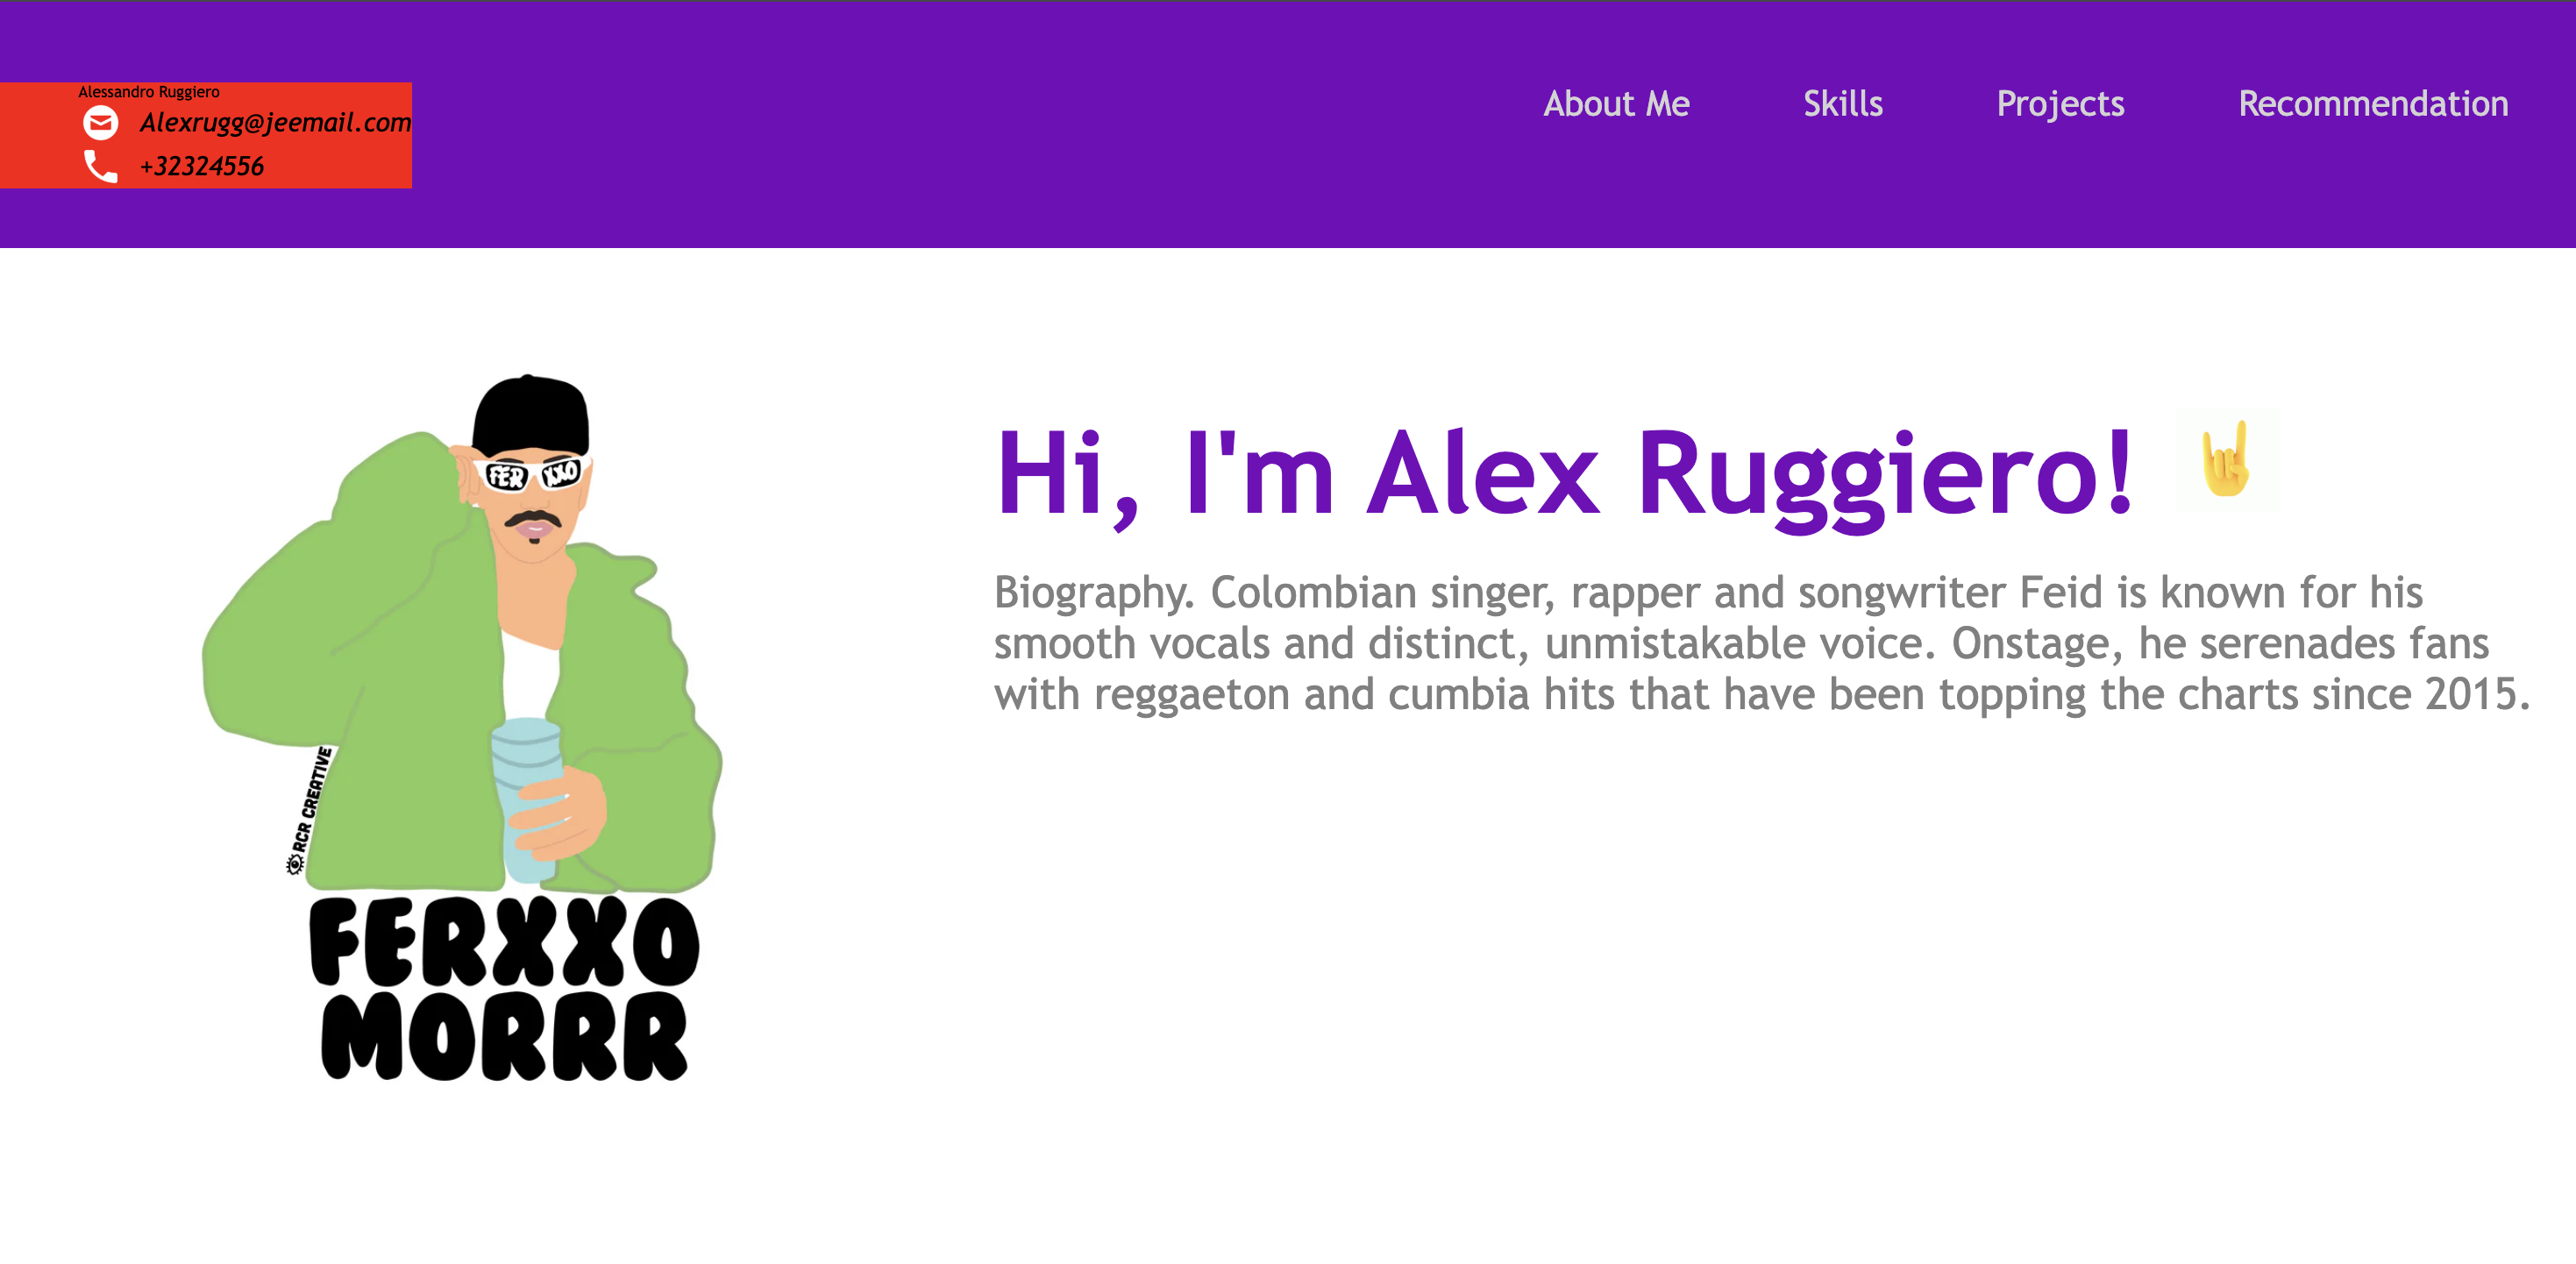 Alessandro Ruggiero
Alexrugg@jeemail.com
+32324556
About Me Skills Projects Recommendation
FER XXO
Hi, I'm Alex Ruggiero!
Biography. Colombian singer, rapper and songwriter Feid is known for his
smooth vocals and distinct, unmistakable voice. Onstage, he serenades fans
with reggaeton and cumbia hits that have been topping the charts since 2015.
RCR CREATIVE
FERXXO
MORRR